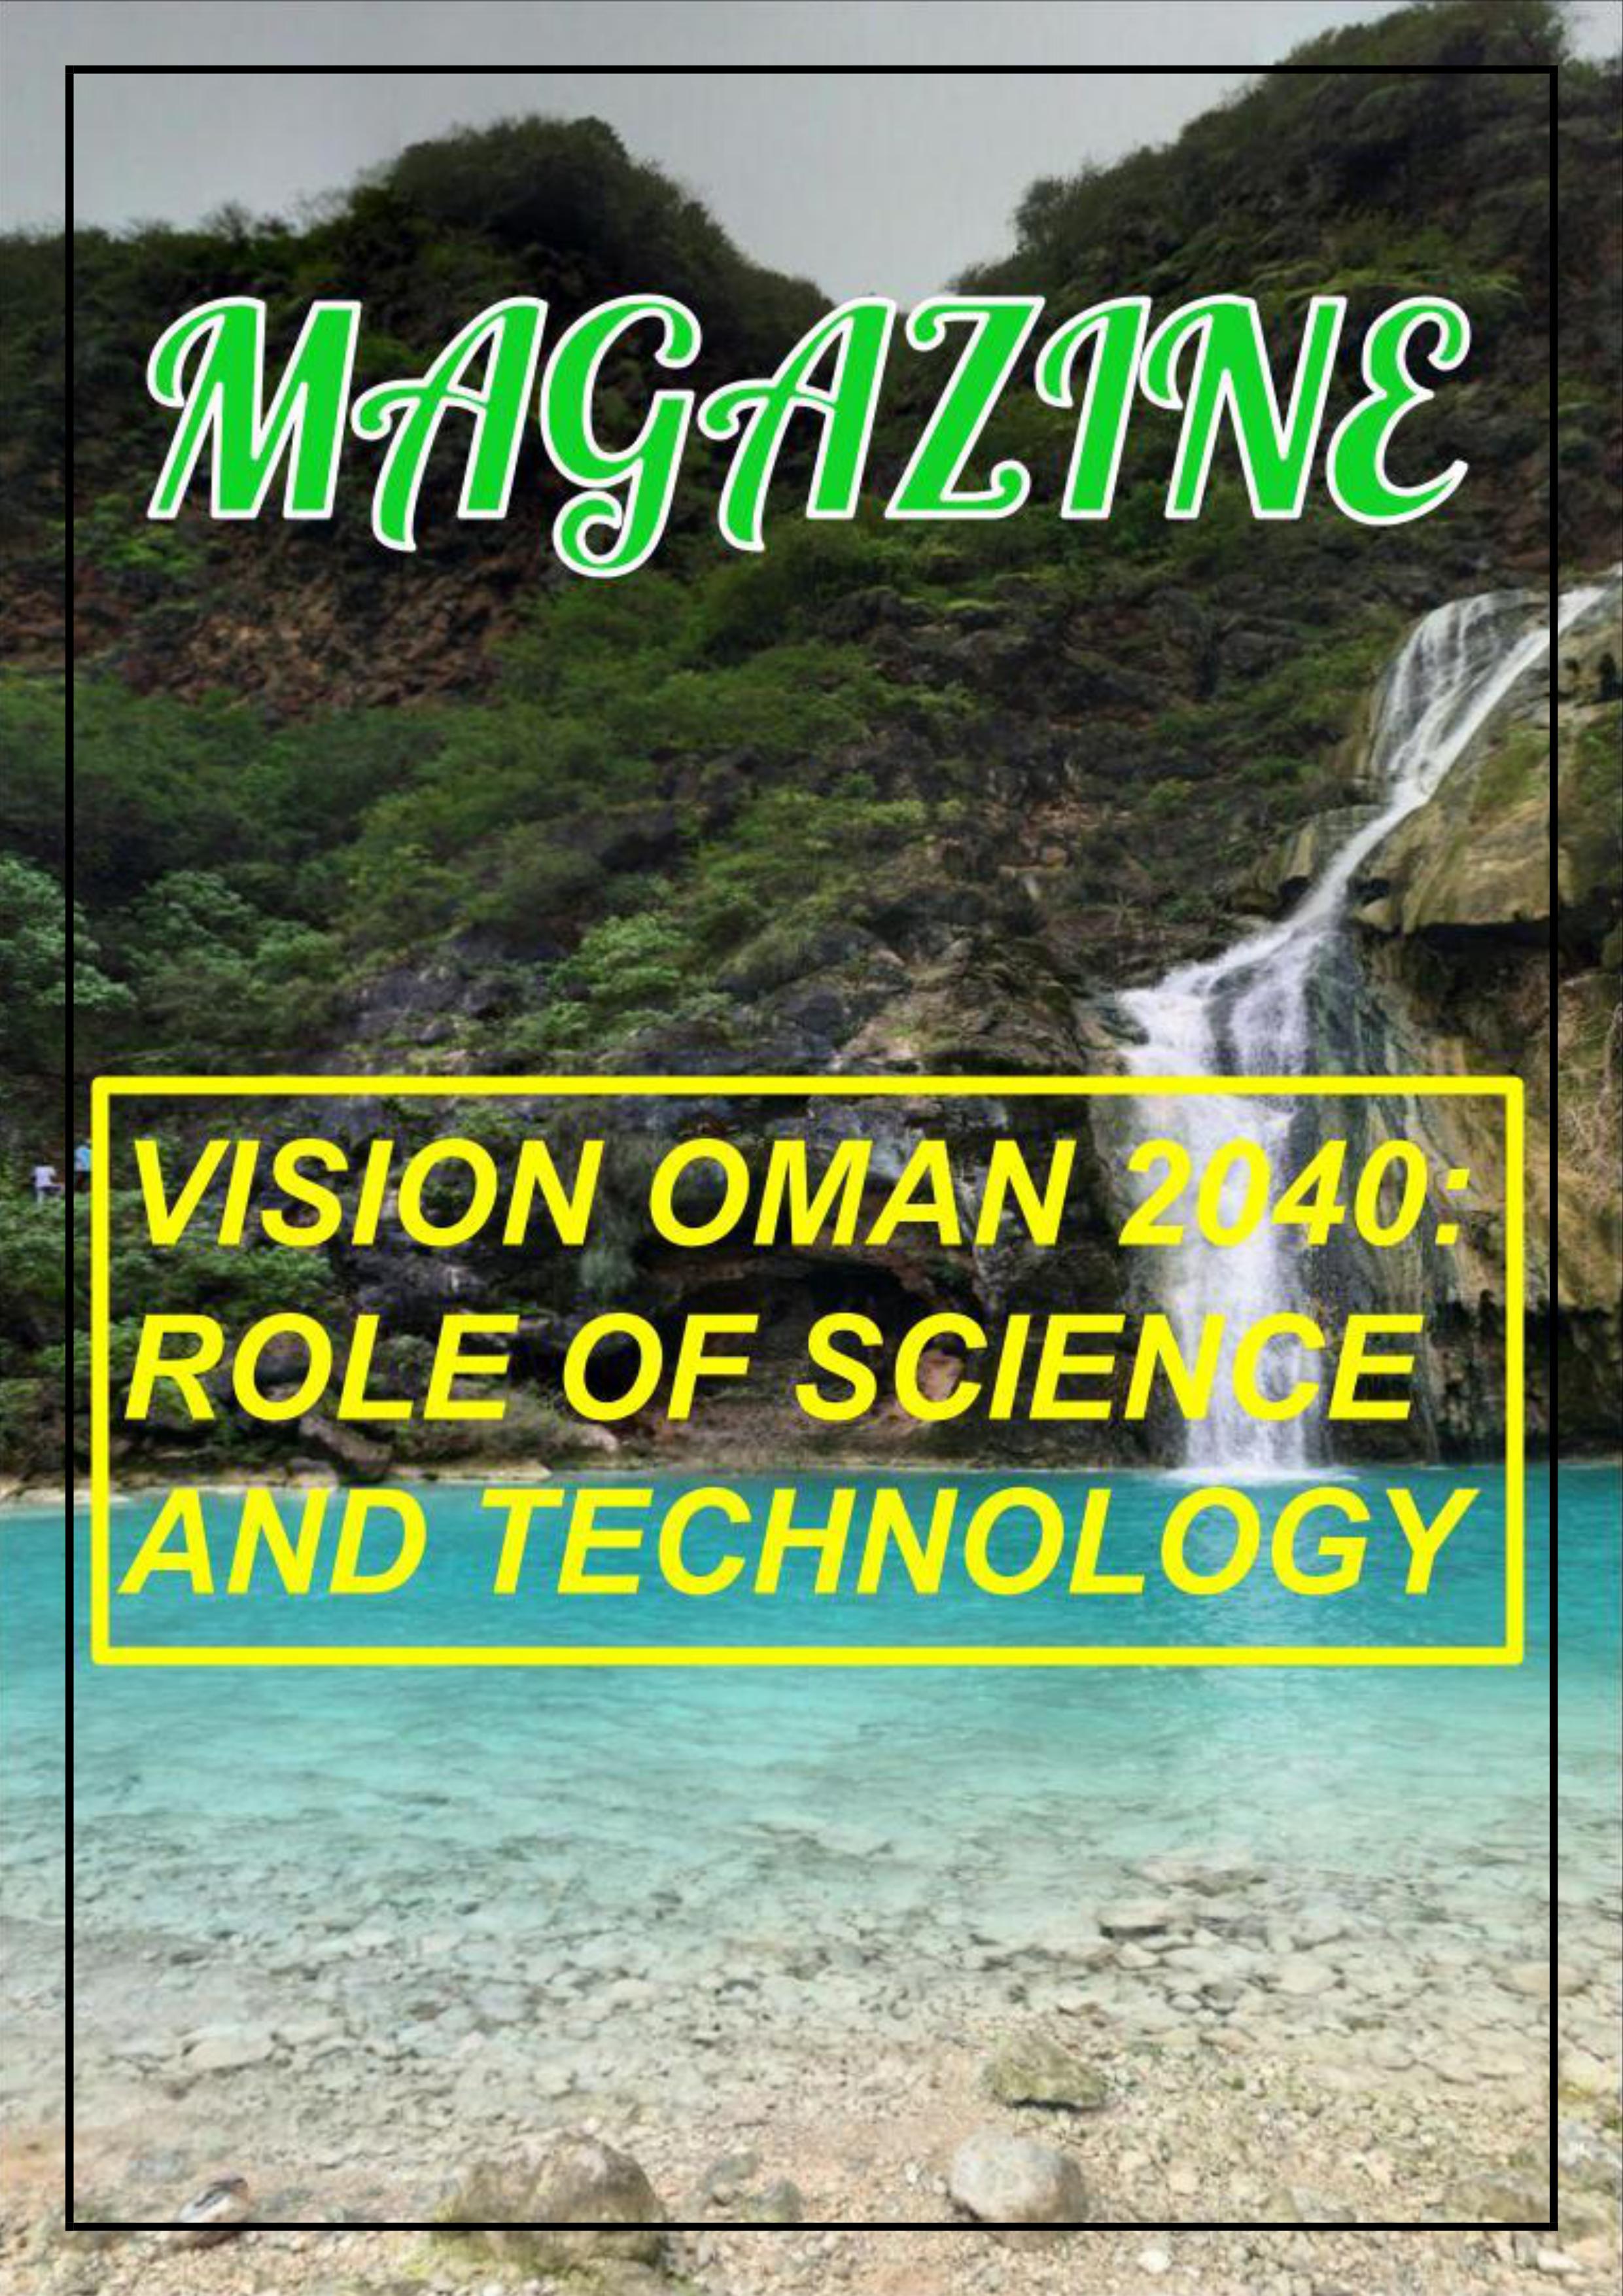 MAGAZINE
VISION OMAN 2040:
ROLE OF SCIENCE
AND TECHNOLOGY